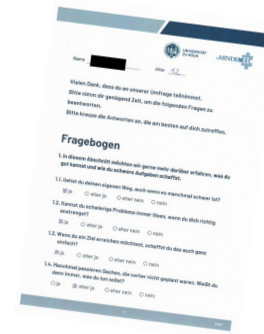 UNIVERSITÄT ZU KÖLN
MINDEFIT
Name
Alter 12
Vielen Dank, dass du an unserer Umfrage teilnimmst.
Bitte nimm dir genügend Zeit, um die folgenden Fragen zu
beantworten.
Bitte kreuze die Antworten an, die am besten auf dich zutreffen.
Fragebogen
1. In diesem Abschnitt möchten wir gerne mehr darüber erfahren, was du
gut kannst und wie du schwere Aufgaben schaffst.
1.1. Gehst du deinen eigenen Weg, auch wenn es manchmal schwer ist?
ja eher ja eher nein nein
1.2. Kannst du schwierige Probleme immer lösen, wenn du dich richtig
anstrengst?
ja eher ja eher nein nein
1.3. Wenn du ein Ziel erreichen möchtest, schaffst du das auch ganz
einfach?
ja eher ja eher nein nein
1.4. Manchmal passieren Sachen, die vorher nicht geplant waren. Weißt du
dann immer, was du tun sollst?
ja eher ja eher nein nein